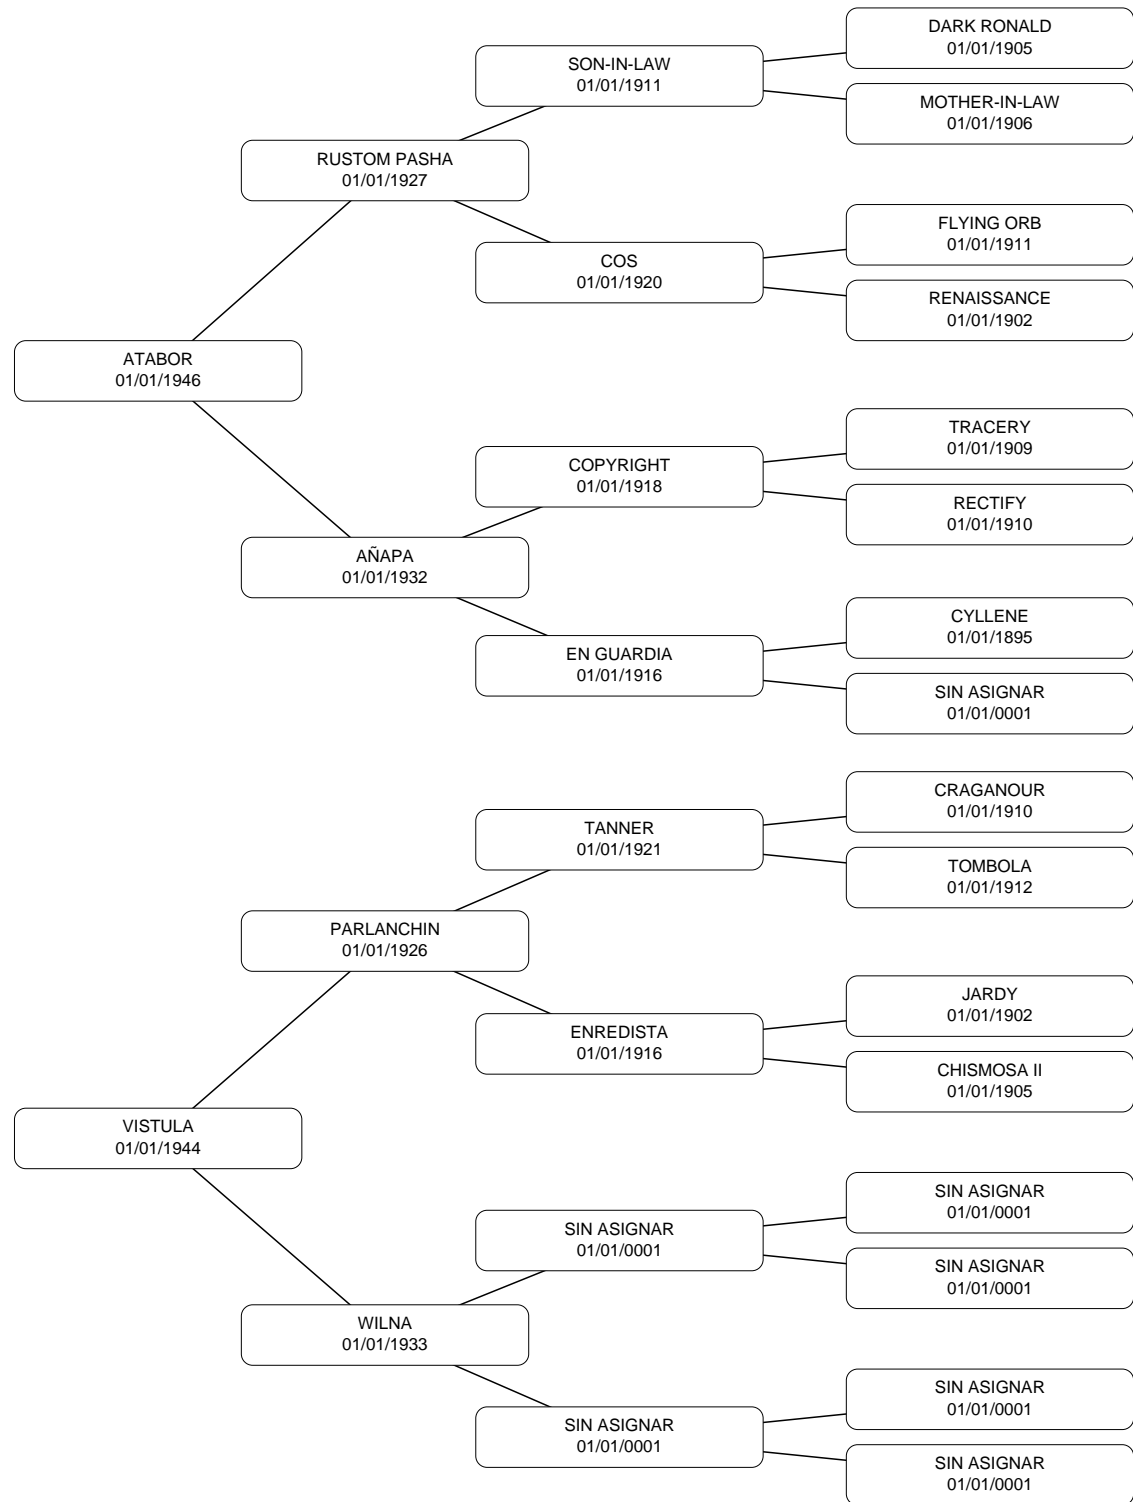 DARK RONALD
01/01/1905
SON-IN-LAW
01/01/1911
MOTHER-IN-LAW
01/01/1906
RUSTOM PASHA
01/01/1927
FLYING ORB
01/01/1911
COS
01/01/1920
RENAISSANCE
01/01/1902
ATABOR
01/01/1946
TRACERY
01/01/1909
COPYRIGHT
01/01/1918
RECTIFY
01/01/1910
AÑAPA
01/01/1932
CYLLENE
01/01/1895
EN GUARDIA
01/01/1916
SIN ASIGNAR
01/01/0001
CRAGANOUR
01/01/1910
TANNER
01/01/1921
TOMBOLA
01/01/1912
PARLANCHIN
01/01/1926
JARDY
01/01/1902
ENREDISTA
01/01/1916
CHISMOSA II
01/01/1905
VISTULA
01/01/1944
SIN ASIGNAR
01/01/0001
SIN ASIGNAR
01/01/0001
SIN ASIGNAR
01/01/0001
WILNA
01/01/1933
SIN ASIGNAR
01/01/0001
SIN ASIGNAR
01/01/0001
SIN ASIGNAR
01/01/0001